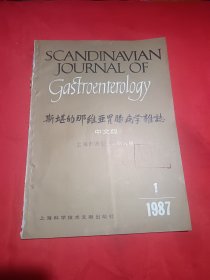 SCANDINAVIAN
JOURNAL OF
Gastroenterology
斯堪的那维亚胃肠病学杂志
中文版
1
1987
上海科学技术文献出版社